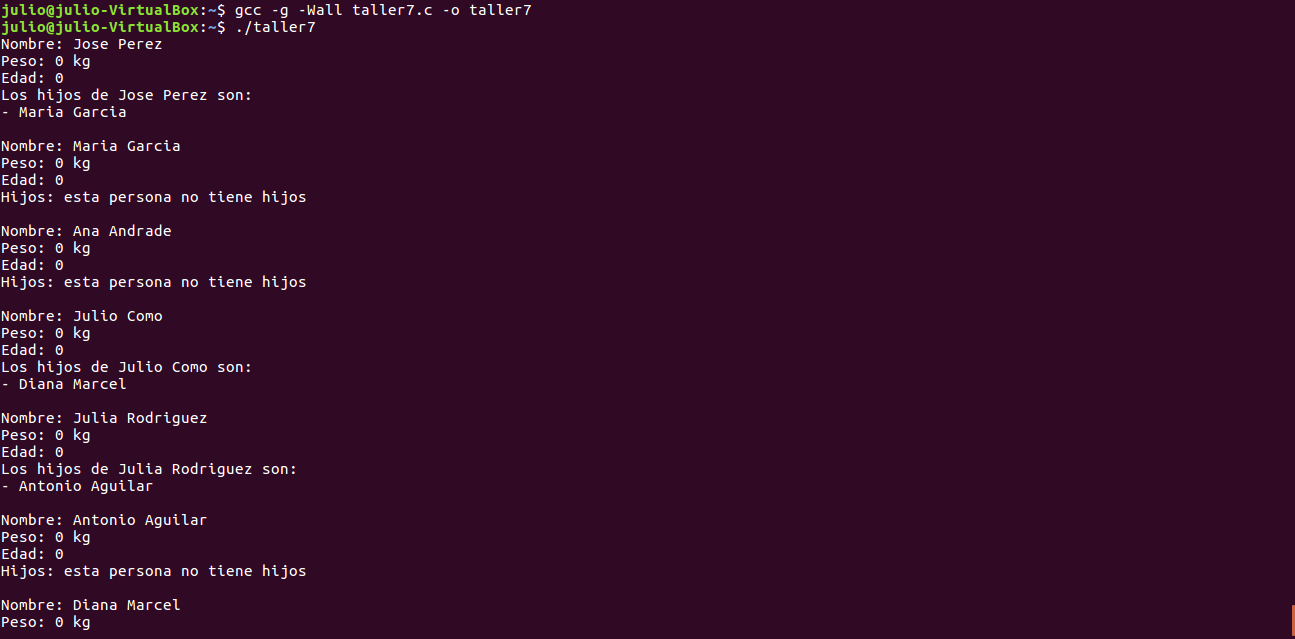 julio@julio-VirtualBox:~$ gcc -g -Wall taller7.c -o taller7
julio@julio-VirtualBox:~$ ./taller7
Nombre: Jose Perez
Peso: 0 kg
Edad: 0
Los hijos de Jose Perez son:
- Maria Garcia

Nombre: Maria Garcia
Peso: 0 kg
Edad: 0
Hijos: esta persona no tiene hijos

Nombre: Ana Andrade
Peso: 0 kg
Edad: 0
Hijos: esta persona no tiene hijos

Nombre: Julio Como
Peso: 0 kg
Edad: 0
Los hijos de Julio Como son:
- Diana Marcel

Nombre: Julia Rodriguez
Peso: 0 kg
Edad: 0
Los hijos de Julia Rodriguez son:
- Antonio Aguilar

Nombre: Antonio Aguilar
Peso: 0 kg
Edad: 0
Hijos: esta persona no tiene hijos

Nombre: Diana Marcel
Peso: 0 kg